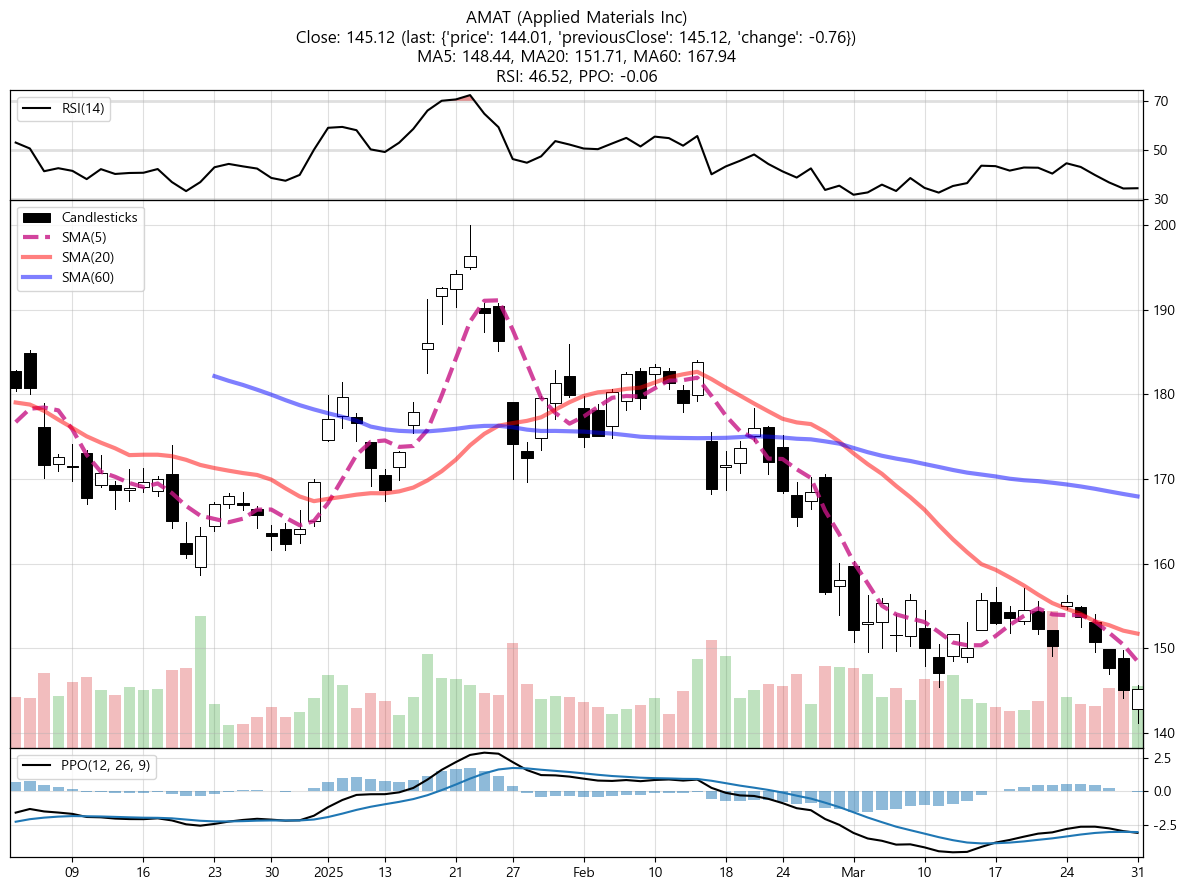 AMAT (Applied Materials Inc)
Close: 145.12 (last: {'price': 144.01, 'previousClose': 145.12, 'change': -0.76})
MA5: 148.44, MA20: 151.71, MA60: 167.94
RSI: 46.52, PPO: -0.06
RSI(14)
70
50
30
Candlesticks
SMA(5)
SMA(20)
SMA(60)
200
190
180
170
160
150
140
PPO(12, 26, 9)
2.5
0.0
-2.5
09 16 23 30 2025 13 21 27 Feb 10 18 24 Mar 10 17 24 31